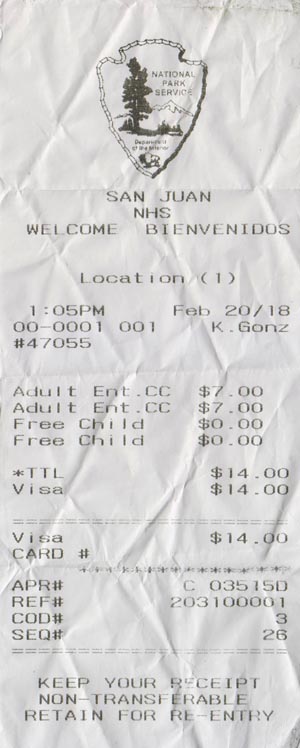 NATIONAL
PARK
SERVICE
Department
of the Interior
SAN JUAN
NHS
WELCOME BIENVENIDOS
Location (1)
1:05PM Feb 20/18
00-0001 001 K.Gonz
#47055
Adult Ent.CC $7.00
Adult Ent.CC $7.00
Free Child $0.00
Free Child $0.00
*TTL $14.00
Visa $14.00
==============================
Visa $14.00
CARD #
*******************
APR# C 03515D
REF# 203100001
COD# 3
SEQ# 26
==============================
KEEP YOUR RECEIPT
NON-TRANSFERABLE
RETAIN FOR RE-ENTRY